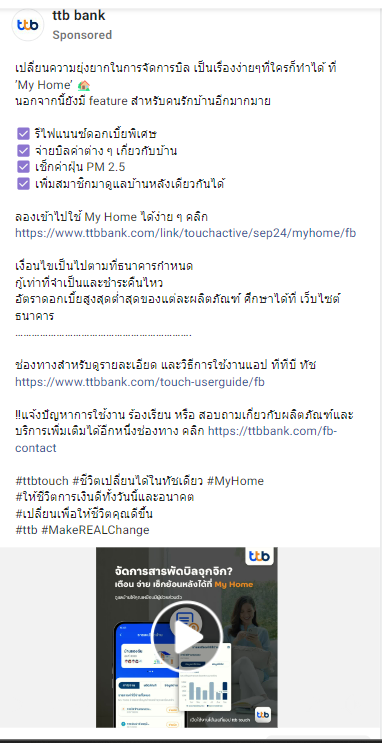 ttb bank
Sponsored
เปลี่ยนความยุ่งยากในการจัดการบิล เป็นเรื่องง่ายๆที่ใครก็ทำได้ ที่
'My Home' 🏠
นอกจากนี้ยังมี feature สำหรับคนรักบ้านอีกมากมาย
☑ รีไฟแนนซ์ดอกเบี้ยพิเศษ
☑ จ่ายบิลค่าต่าง ๆ เกี่ยวกับบ้าน
☑ เช็กค่าฝุ่น PM 2.5
☑ เพิ่มสมาชิกมาดูแลบ้านหลังเดียวกันได้
ลองเข้าไปใช้ My Home ได้ง่าย ๆ คลิก
https://www.ttbbank.com/link/touchactive/sep24/myhome/fb
เงื่อนไขเป็นไปตามที่ธนาคารกำหนด
กู้เท่าที่จำเป็นและชำระคืนไหว
อัตราดอกเบี้ยสูงสุดต่ำสุดของแต่ละผลิตภัณฑ์ ศึกษาได้ที่ เว็บไซต์
ธนาคาร
……………………………………………………….
ช่องทางสำหรับดูรายละเอียด และวิธีการใช้งานแอป ทีทีบี ทัช
https://www.ttbbank.com/touch-userguide/fb
!!แจ้งปัญหาการใช้งาน ร้องเรียน หรือ สอบถามเกี่ยวกับผลิตภัณฑ์และ
บริการเพิ่มเติมได้อีกหนึ่งช่องทาง คลิก https://ttbbank.com/fb-
contact
#ttbtouch #ชีวิตเปลี่ยนได้ในทัชเดียว #MyHome
#ให้ชีวิตการเงินดีทั้งวันนี้และอนาคต
#เปลี่ยนเพื่อให้ชีวิตคุณดีขึ้น
#ttb #MakeREALChange
ttb
จัดการสารพัดบิลจุกจิก?
เตือน จ่าย เช็กย้อนหลังได้ที่ My Home
ttb